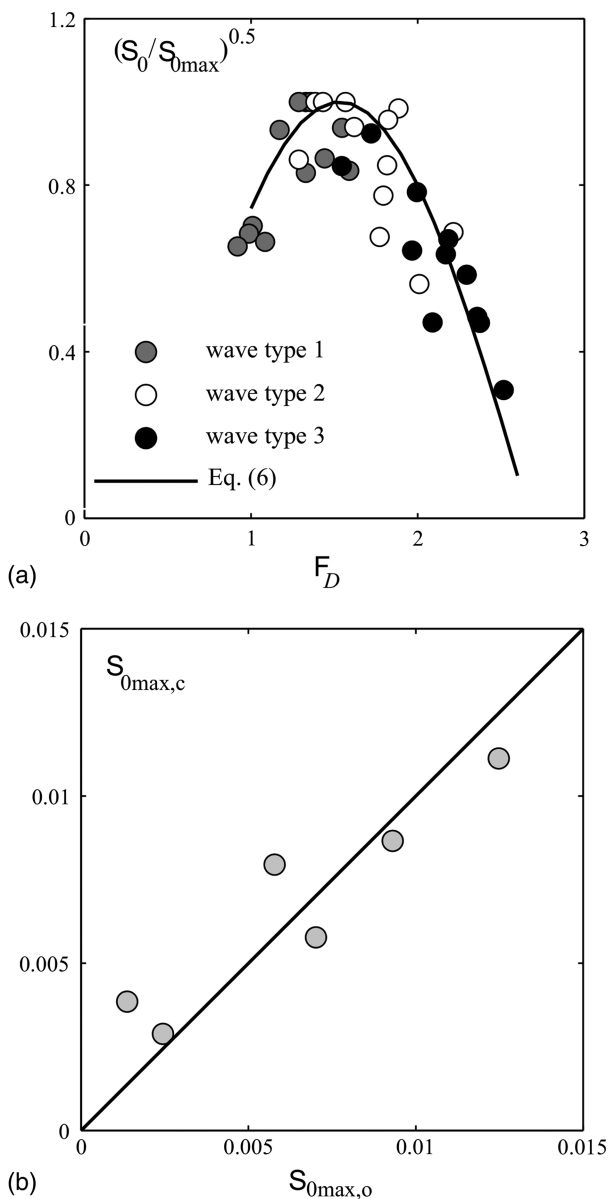 1.2
(S0/S0max)^0.5
0.8
wave type 1
0.4
wave type 2
wave type 3
Eq. (6)
0
0 1 2 3
(a)
FD
0.015
S0max,c
0.01
0.005
0
0 0.005 0.01 0.015
(b)
S0max,o